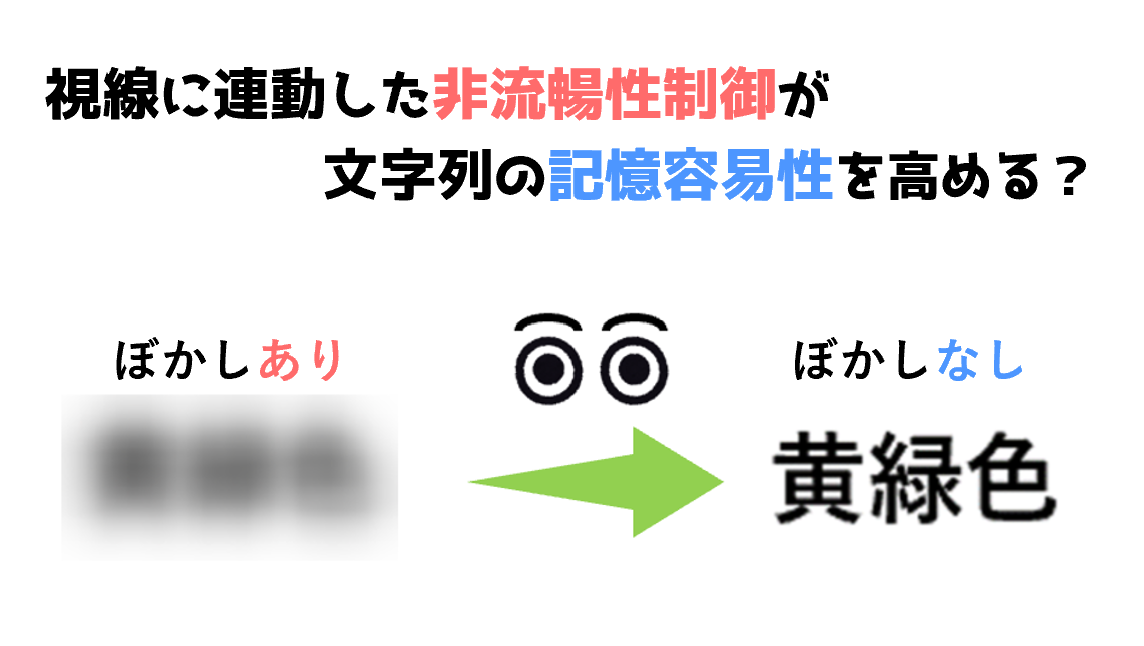 視線に連動した非流暢性制御が
文字列の記憶容易性を高める?
ぼかしあり
ぼかしなし
黄緑色